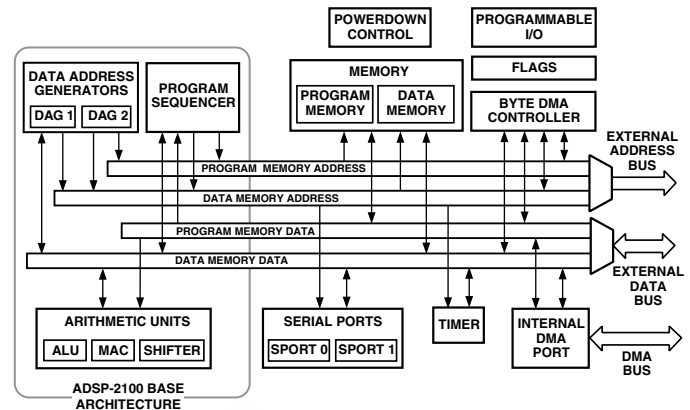 POWERDOWN
CONTROL
PROGRAMMABLE
I/O
DATA ADDRESS
GENERATORS
DAG 1
DAG 2
PROGRAM
SEQUENCER
MEMORY
PROGRAM
MEMORY
DATA
MEMORY
FLAGS
BYTE DMA
CONTROLLER
EXTERNAL
ADDRESS
BUS
PROGRAM MEMORY ADDRESS
DATA MEMORY ADDRESS
PROGRAM MEMORY DATA
DATA MEMORY DATA
EXTERNAL
DATA
BUS
ARITHMETIC UNITS
ALU
MAC
SHIFTER
SERIAL PORTS
SPORT 0
SPORT 1
TIMER
INTERNAL
DMA
PORT
DMA
BUS
ADSP-2100 BASE
ARCHITECTURE